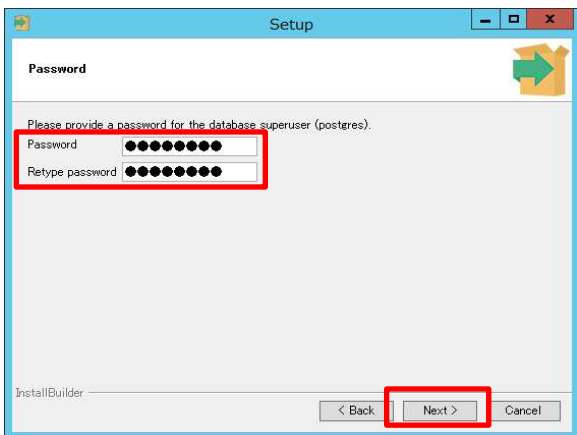 Setup
Password
Please provide a password for the database superuser (postgres).
Password ●●●●●●●●
Retype password ●●●●●●●●
InstallBuilder
< Back Next > Cancel